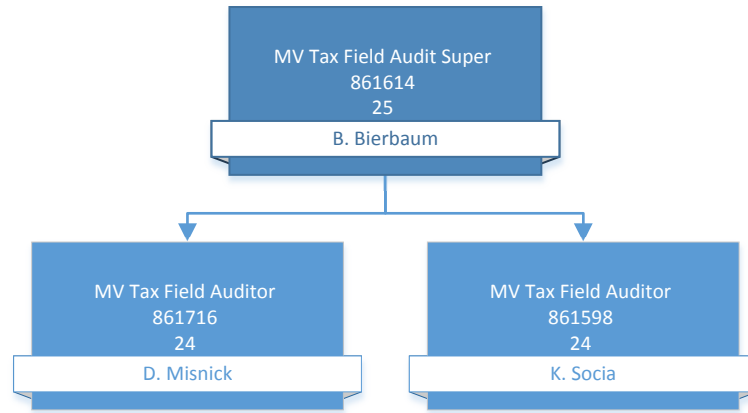 MV Tax Field Audit Super
861614
25
B. Bierbaum
MV Tax Field Auditor
861716
24
D. Misnick
MV Tax Field Auditor
861598
24
K. Socia